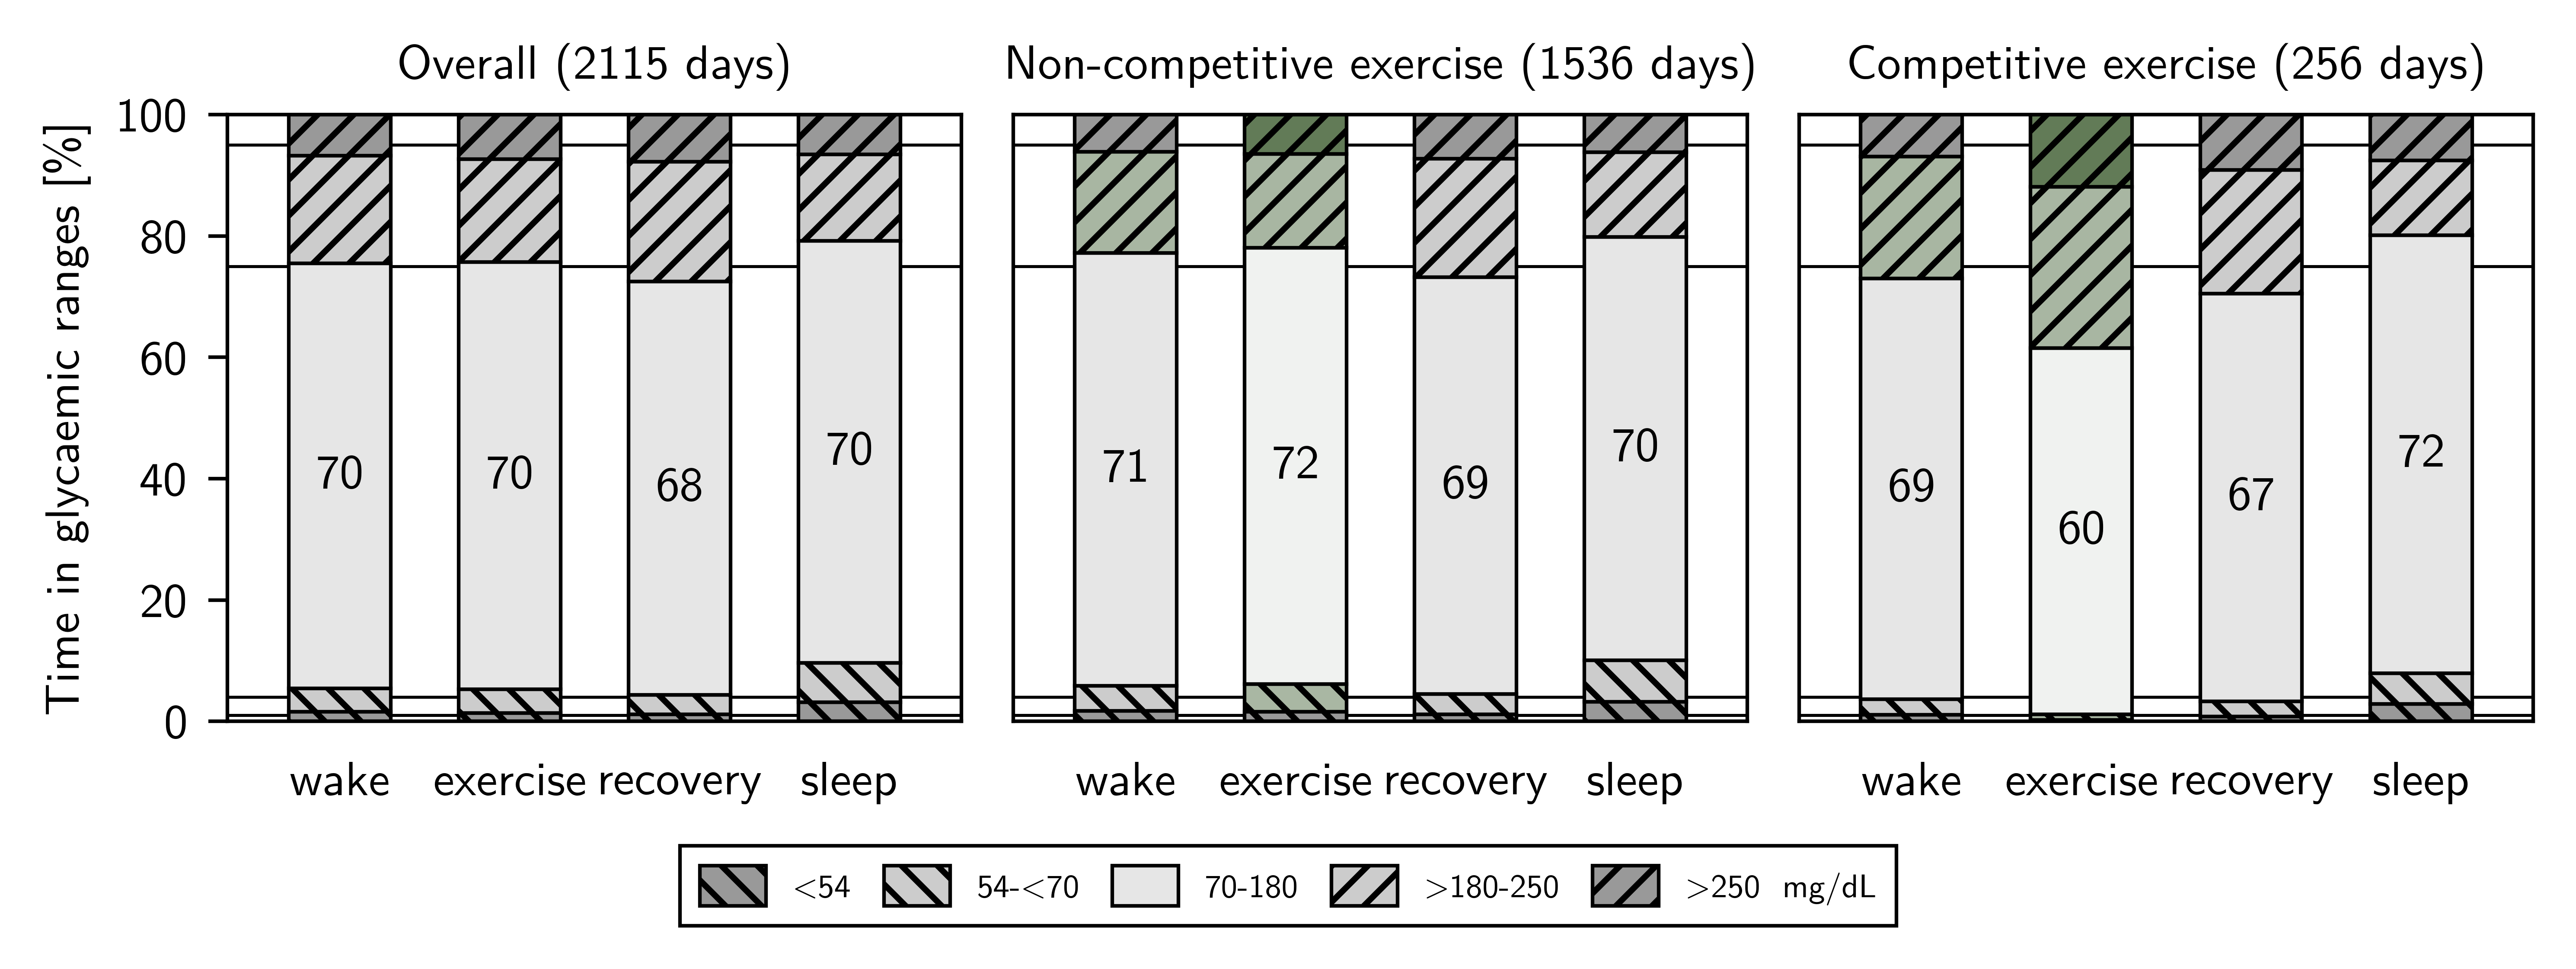 Overall (2115 days)
Non-competitive exercise (1536 days)
Competitive exercise (256 days)
Time in glycaemic ranges [%]
100
80
60
40
20
0
70
70
68
70
71
72
69
70
69
60
67
72
wake exercise recovery sleep
wake exercise recovery sleep
wake exercise recovery sleep
<54 54-<70 70-180 >180-250 >250 mg/dL